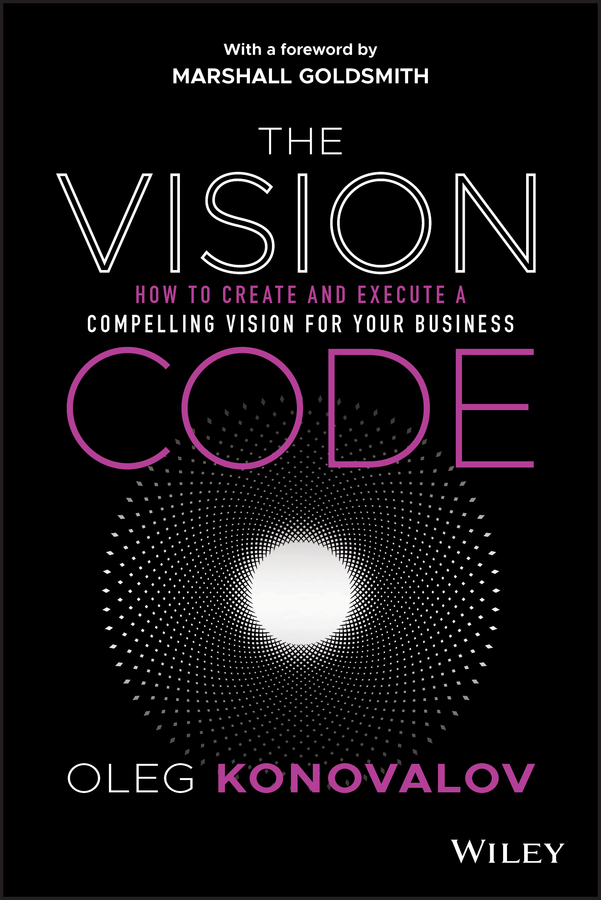 With a foreword by
MARSHALL GOLDSMITH
THE
VISION
HOW TO CREATE AND EXECUTE A
COMPELLING VISION FOR YOUR BUSINESS
CODE
OLEG KONOVALOV
WILEY